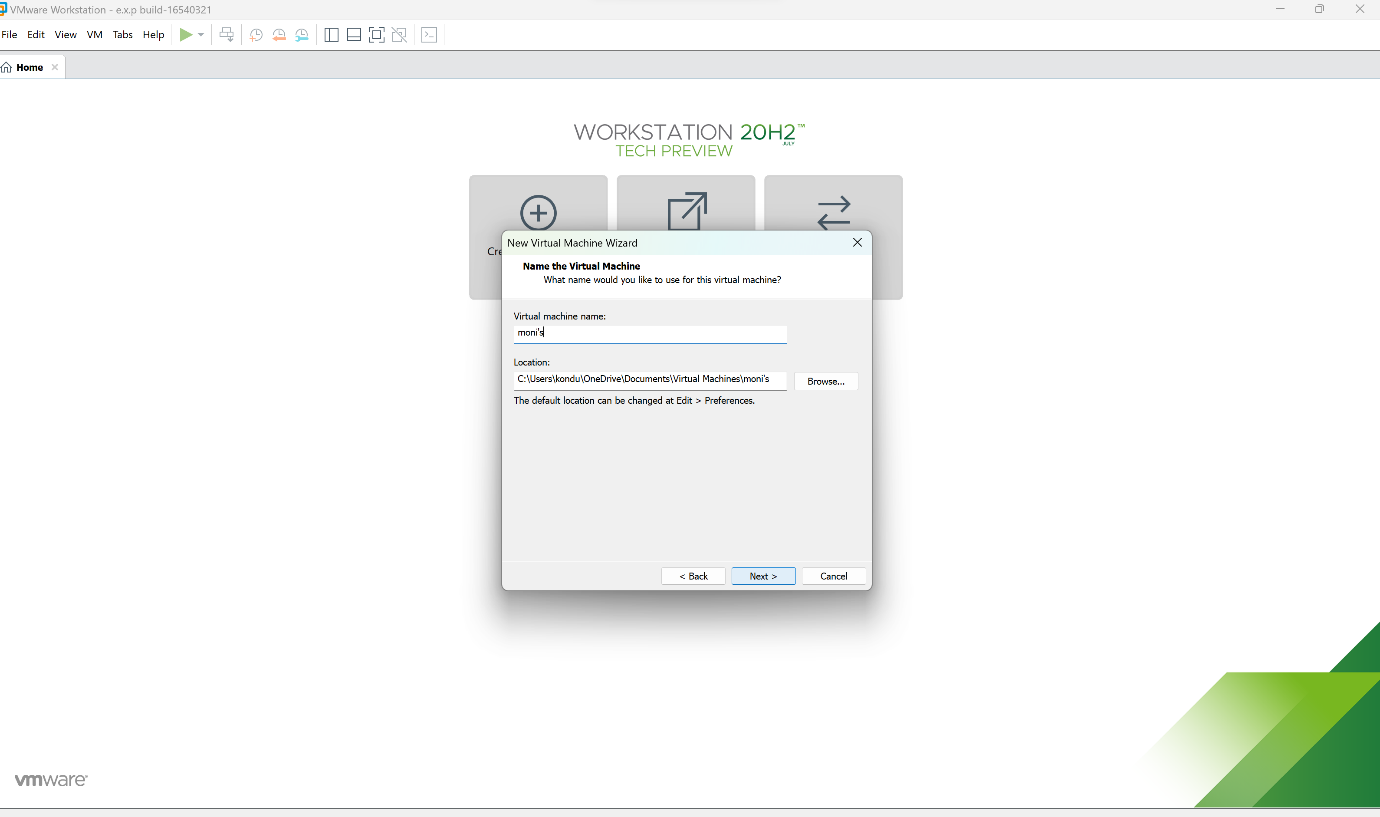 VMware Workstation - e.x.p build-16540321
File Edit View VM Tabs Help
Home
WORKSTATION 20H2™
JULY
TECH PREVIEW
Cre
New Virtual Machine Wizard
Name the Virtual Machine
What name would you like to use for this virtual machine?
Virtual machine name:
moni's
Location:
C:\Users\kondu\OneDrive\Documents\Virtual Machines\moni's
Browse...
The default location can be changed at Edit > Preferences.
< Back Next > Cancel
vmware®